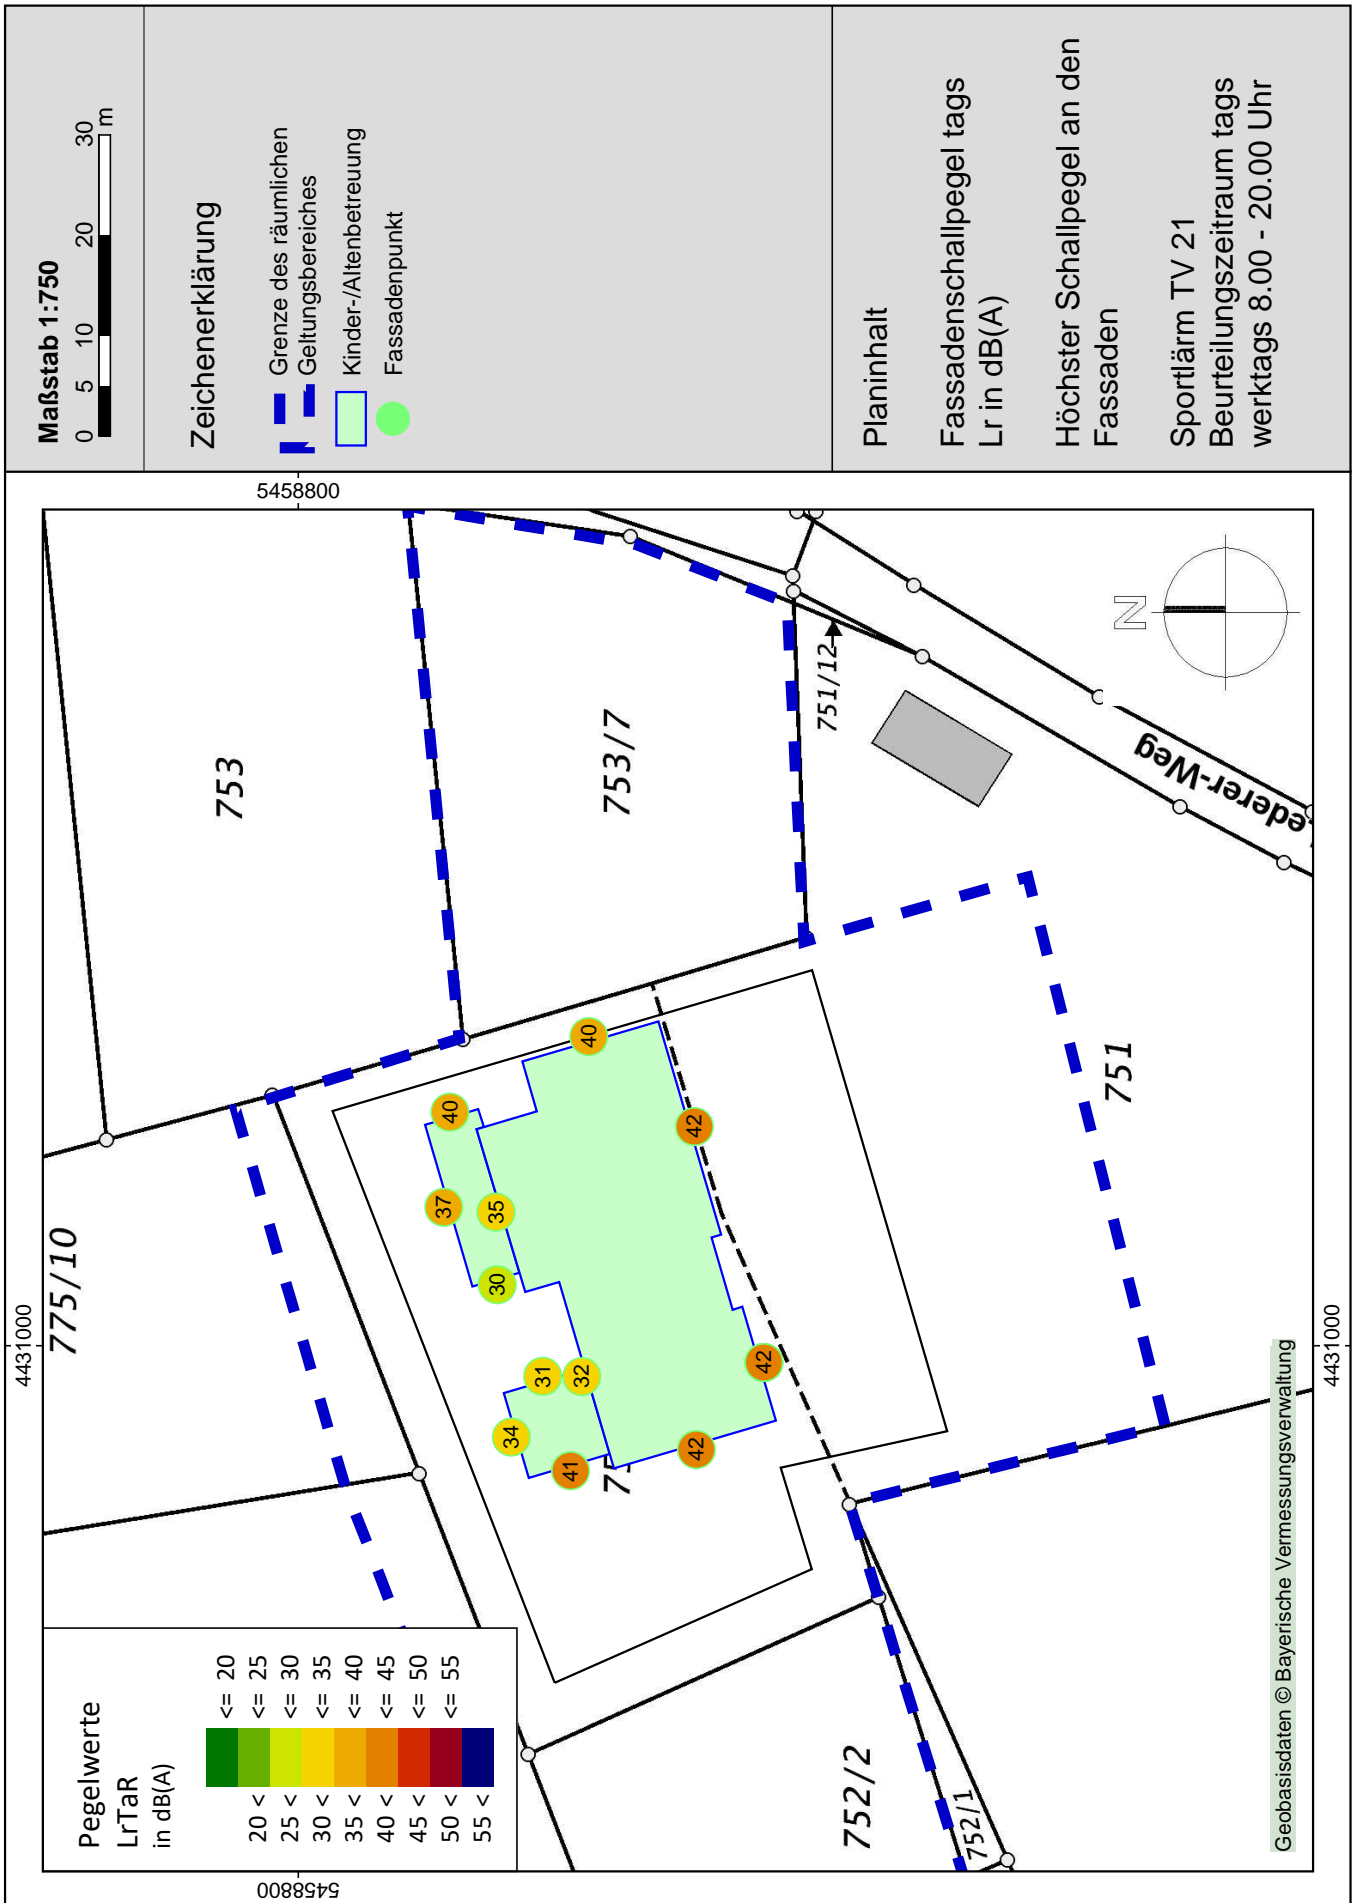 Maßstab 1:750
0 5 10 20 30
m
Zeichenerklärung
Grenze des räumlichen
Geltungsbereiches
Kinder-/Altenbetreuung
Fassadenpunkt
Planinhalt
Fassadenschallpegel tags
Lr in dB(A)
Höchster Schallpegel an den
Fassaden
Sportlärm TV 21
Beurteilungszeitraum tags
werktags 8.00 - 20.00 Uhr
5458800
4431000
775/10
753
753/7
751/12
N
ederer-Weg
751
40
40
37
35
30
42
31
32
34
41
42
42
752/2
752/1
Pegelwerte
LrTaR
in dB(A)
<= 20
20 < <= 25
25 < <= 30
30 < <= 35
35 < <= 40
40 < <= 45
45 < <= 50
50 < <= 55
55 <
5458800
4431000
Geobasisdaten © Bayerische Vermessungsverwaltung